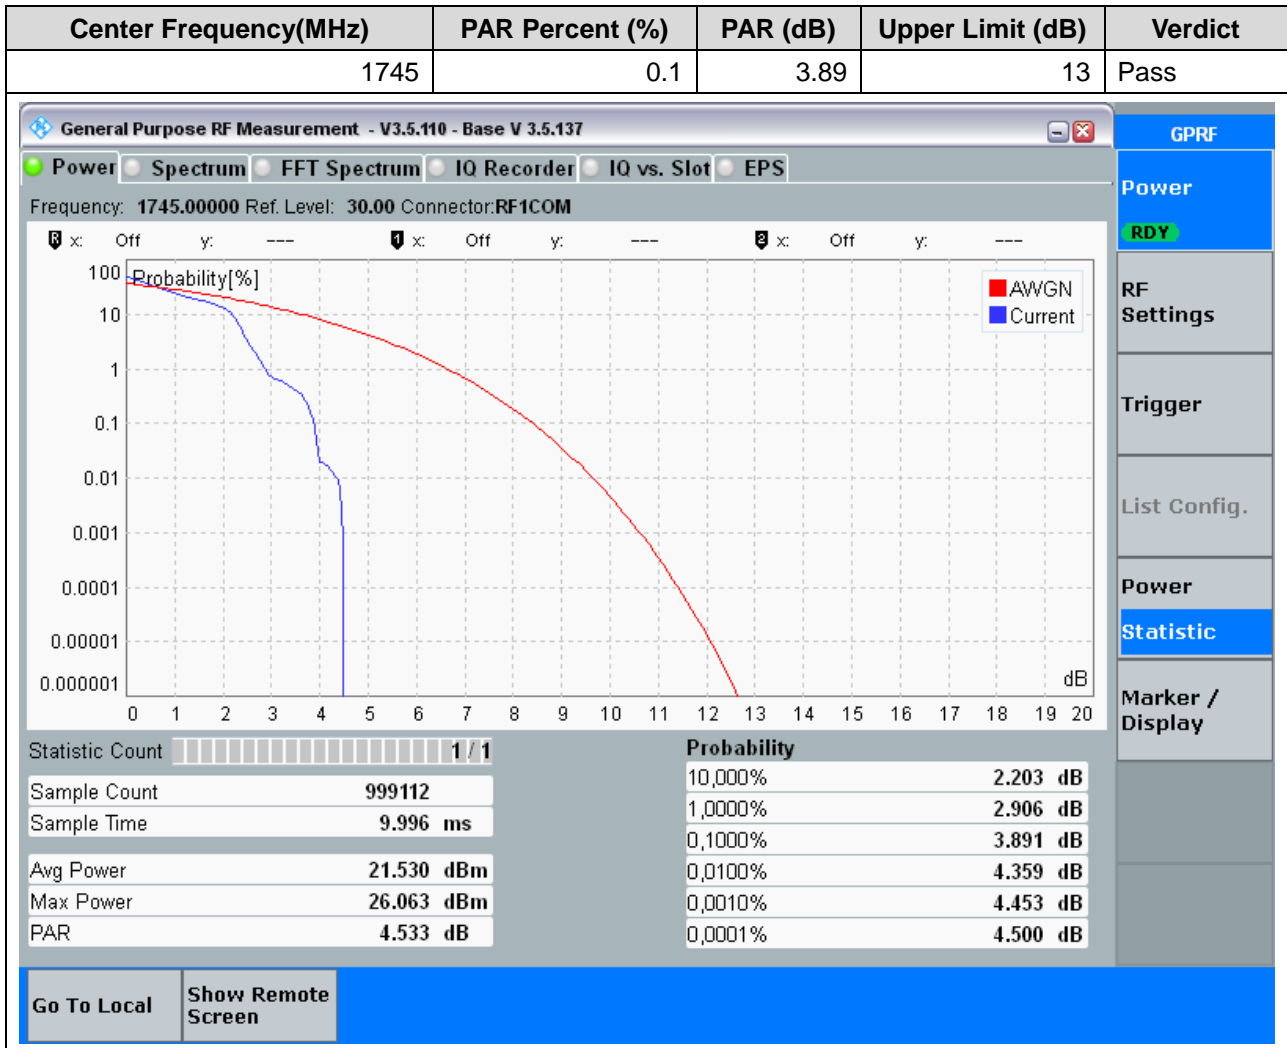 Center Frequency(MHz) PAR Percent (%) PAR (dB) Upper Limit (dB) Verdict
1745 0.1 3.89 13 Pass
General Purpose RF Measurement - V3.5.110 - Base V 3.5.137
GPRF
Power Spectrum FFT Spectrum IQ Recorder IQ vs. Slot EPS
Frequency: 1745.00000 Ref. Level: 30.00 Connector:RF1COM
R x: Off y: --- 1 x: Off y: --- 2 x: Off y: ---
Probability[%]
AWGN
Current
100
10
1
0.1
0.01
0.001
0.0001
0.00001
0.000001
dB
0 1 2 3 4 5 6 7 8 9 10 11 12 13 14 15 16 17 18 19 20
Statistic Count 1 / 1
Sample Count 999112
Sample Time 9.996 ms
Avg Power 21.530 dBm
Max Power 26.063 dBm
PAR 4.533 dB
Probability
10,000% 2.203 dB
1,0000% 2.906 dB
0,1000% 3.891 dB
0,0100% 4.359 dB
0,0010% 4.453 dB
0,0001% 4.500 dB
Power
RDY
RF
Settings
Trigger
List Config.
Power
Statistic
Marker /
Display
Go To Local
Show Remote
Screen